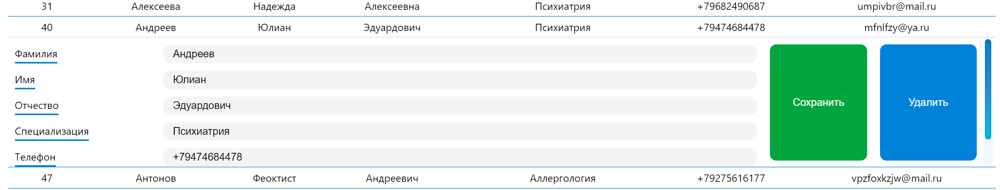 31 Алексеева Надежда Алексеевна Психиатрия +79682490687 umpivbr@mail.ru
40 Андреев Юлиан Эдуардович Психиатрия +79474684478 mfnlfzy@ya.ru
Фамилия Андреев
Имя Юлиан
Отчество Эдуардович
Специализация Психиатрия
Телефон +79474684478
Сохранить Удалить
47 Антонов Феоктист Андреевич Аллергология +79275616177 vpzfoxkzjw@mail.ru